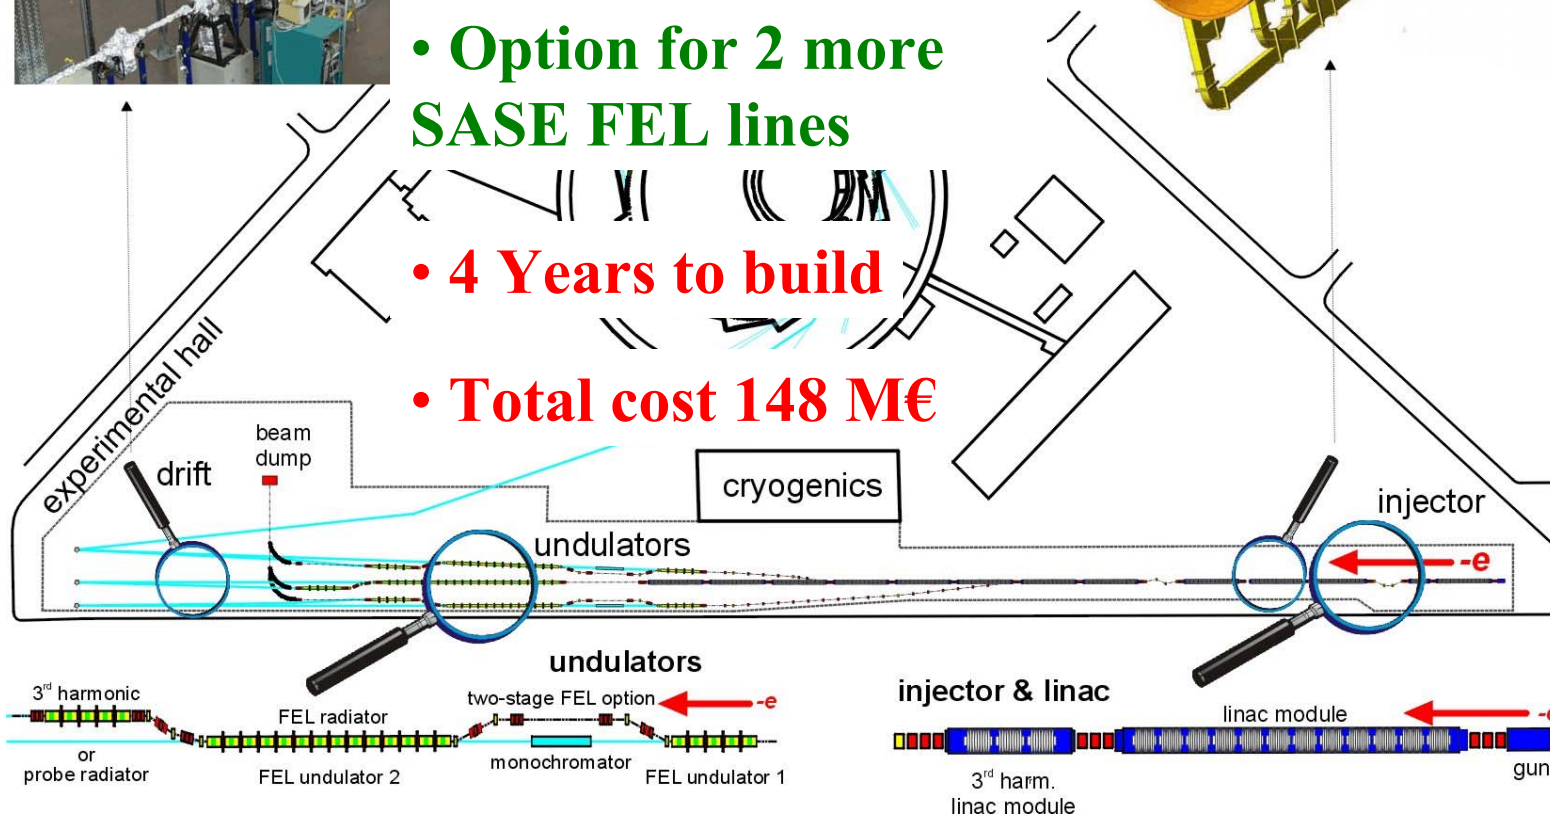 • Option for 2 more
SASE FEL lines
• 4 Years to build
• Total cost 148 M€
experimental hall
drift
beam
dump
cryogenics
undulators
injector
-e
undulators
3rd harmonic
or
probe radiator
FEL radiator
FEL undulator 2
two-stage FEL option
-e
monochromator
FEL undulator 1
injector & linac
linac module
-e
3rd harm.
linac module
gun